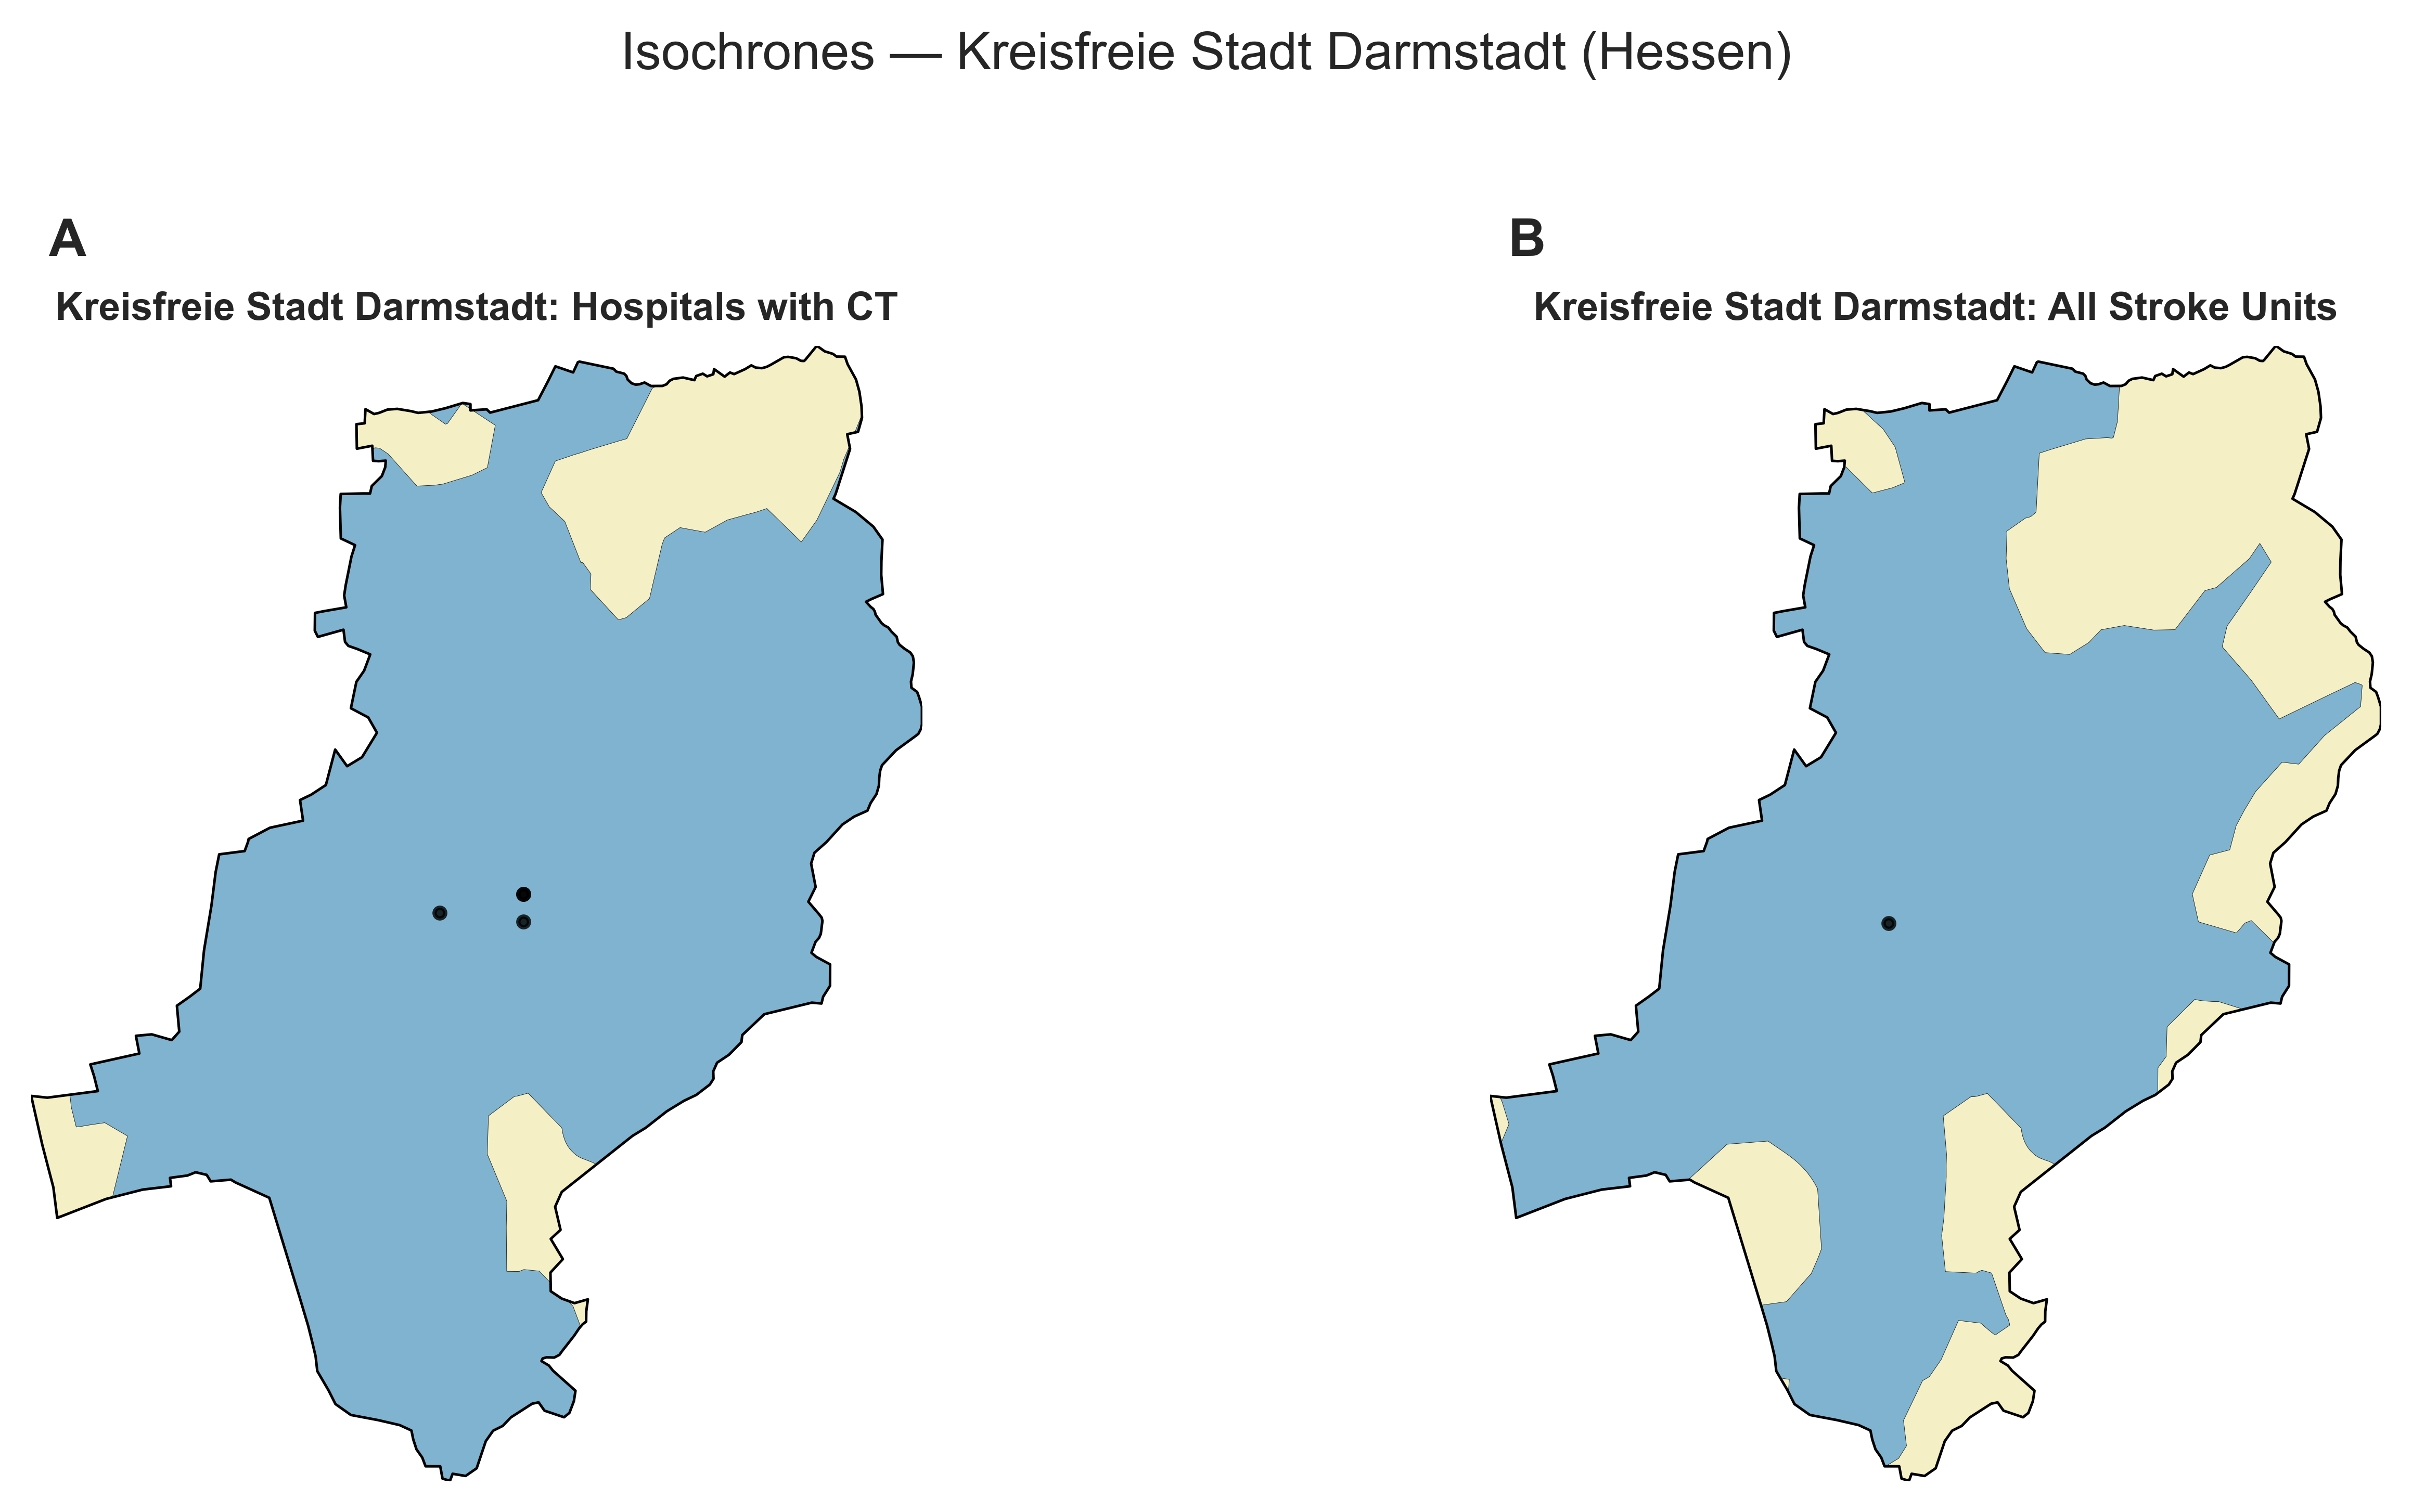 Isochrones — Kreisfreie Stadt Darmstadt (Hessen)
A
Kreisfreie Stadt Darmstadt: Hospitals with CT
B
Kreisfreie Stadt Darmstadt: All Stroke Units